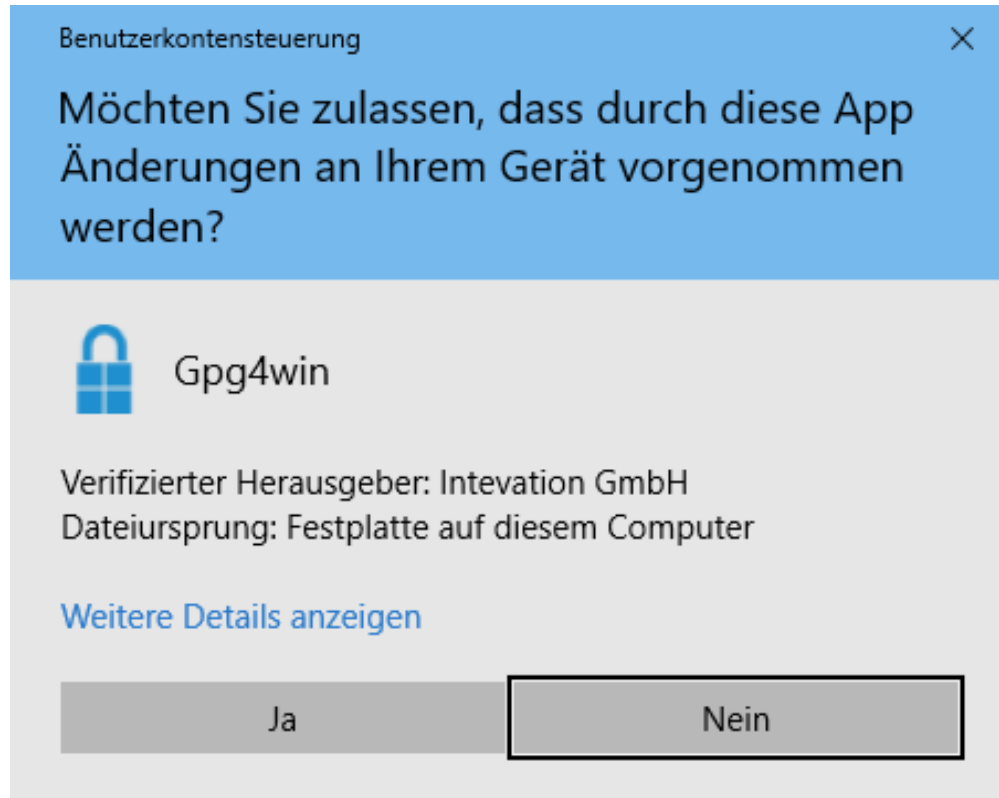 Benutzerkontensteuerung
Möchten Sie zulassen, dass durch diese App
Änderungen an Ihrem Gerät vorgenommen
werden?
Gpg4win
Verifizierter Herausgeber: Intevation GmbH
Dateiursprung: Festplatte auf diesem Computer
Weitere Details anzeigen
Ja
Nein